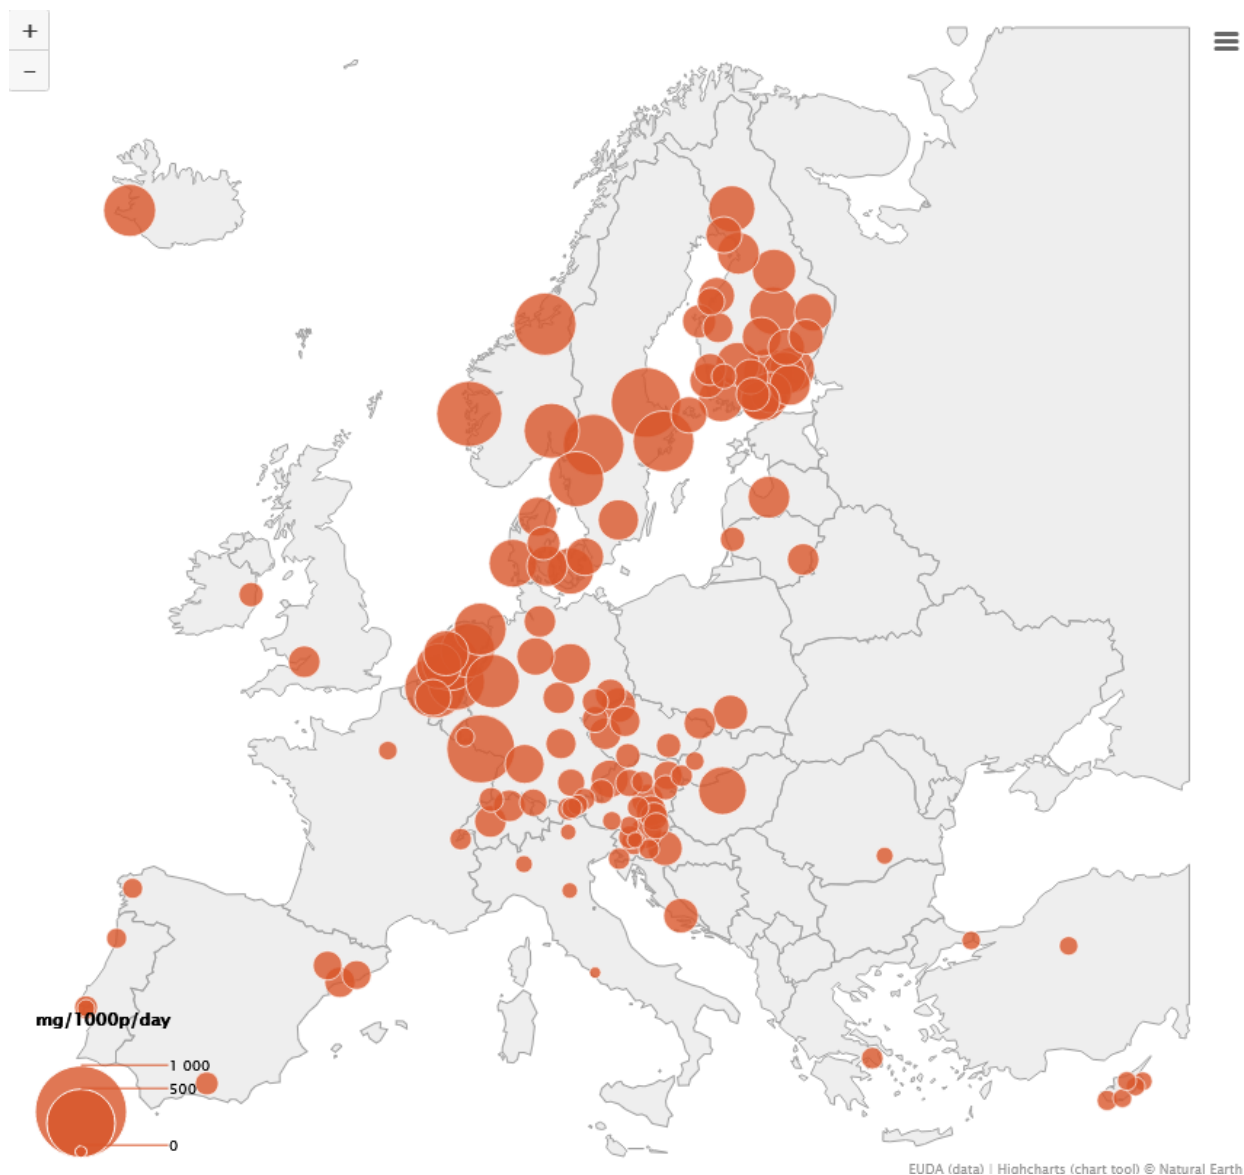 +
−
mg/1000p/day
1 000
500
0
EUDA (data) | Highcharts (chart tool) © Natural Earth